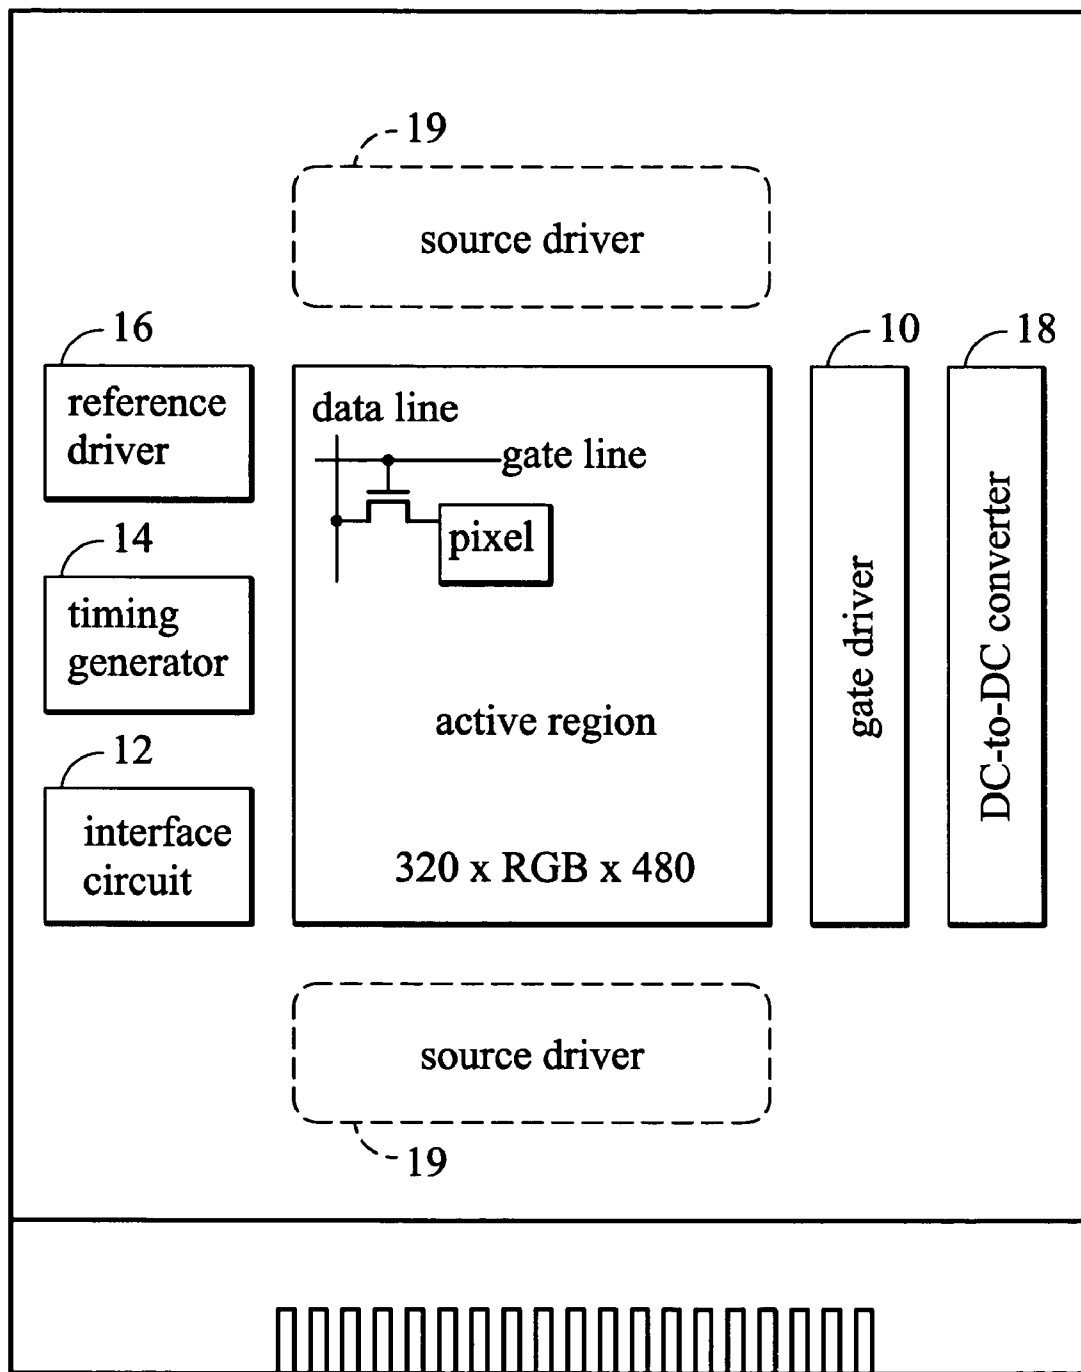 19
source driver
16
reference
driver
14
timing
generator
12
interface
circuit
data line
gate line
pixel
active region
320 x RGB x 480
10
gate driver
18
DC-to-DC converter
source driver
19